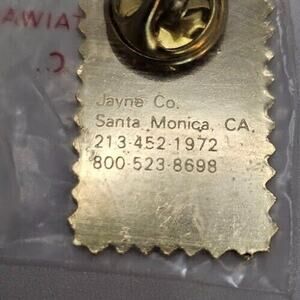 Jayne Co.
Santa Monica, CA.
213-452-1972
800-523-8698